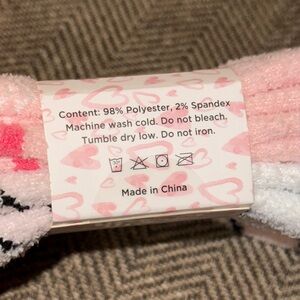 Content: 98% Polyester, 2% Spandex
Machine wash cold. Do not bleach.
Tumble dry low. Do not iron.
Made in China